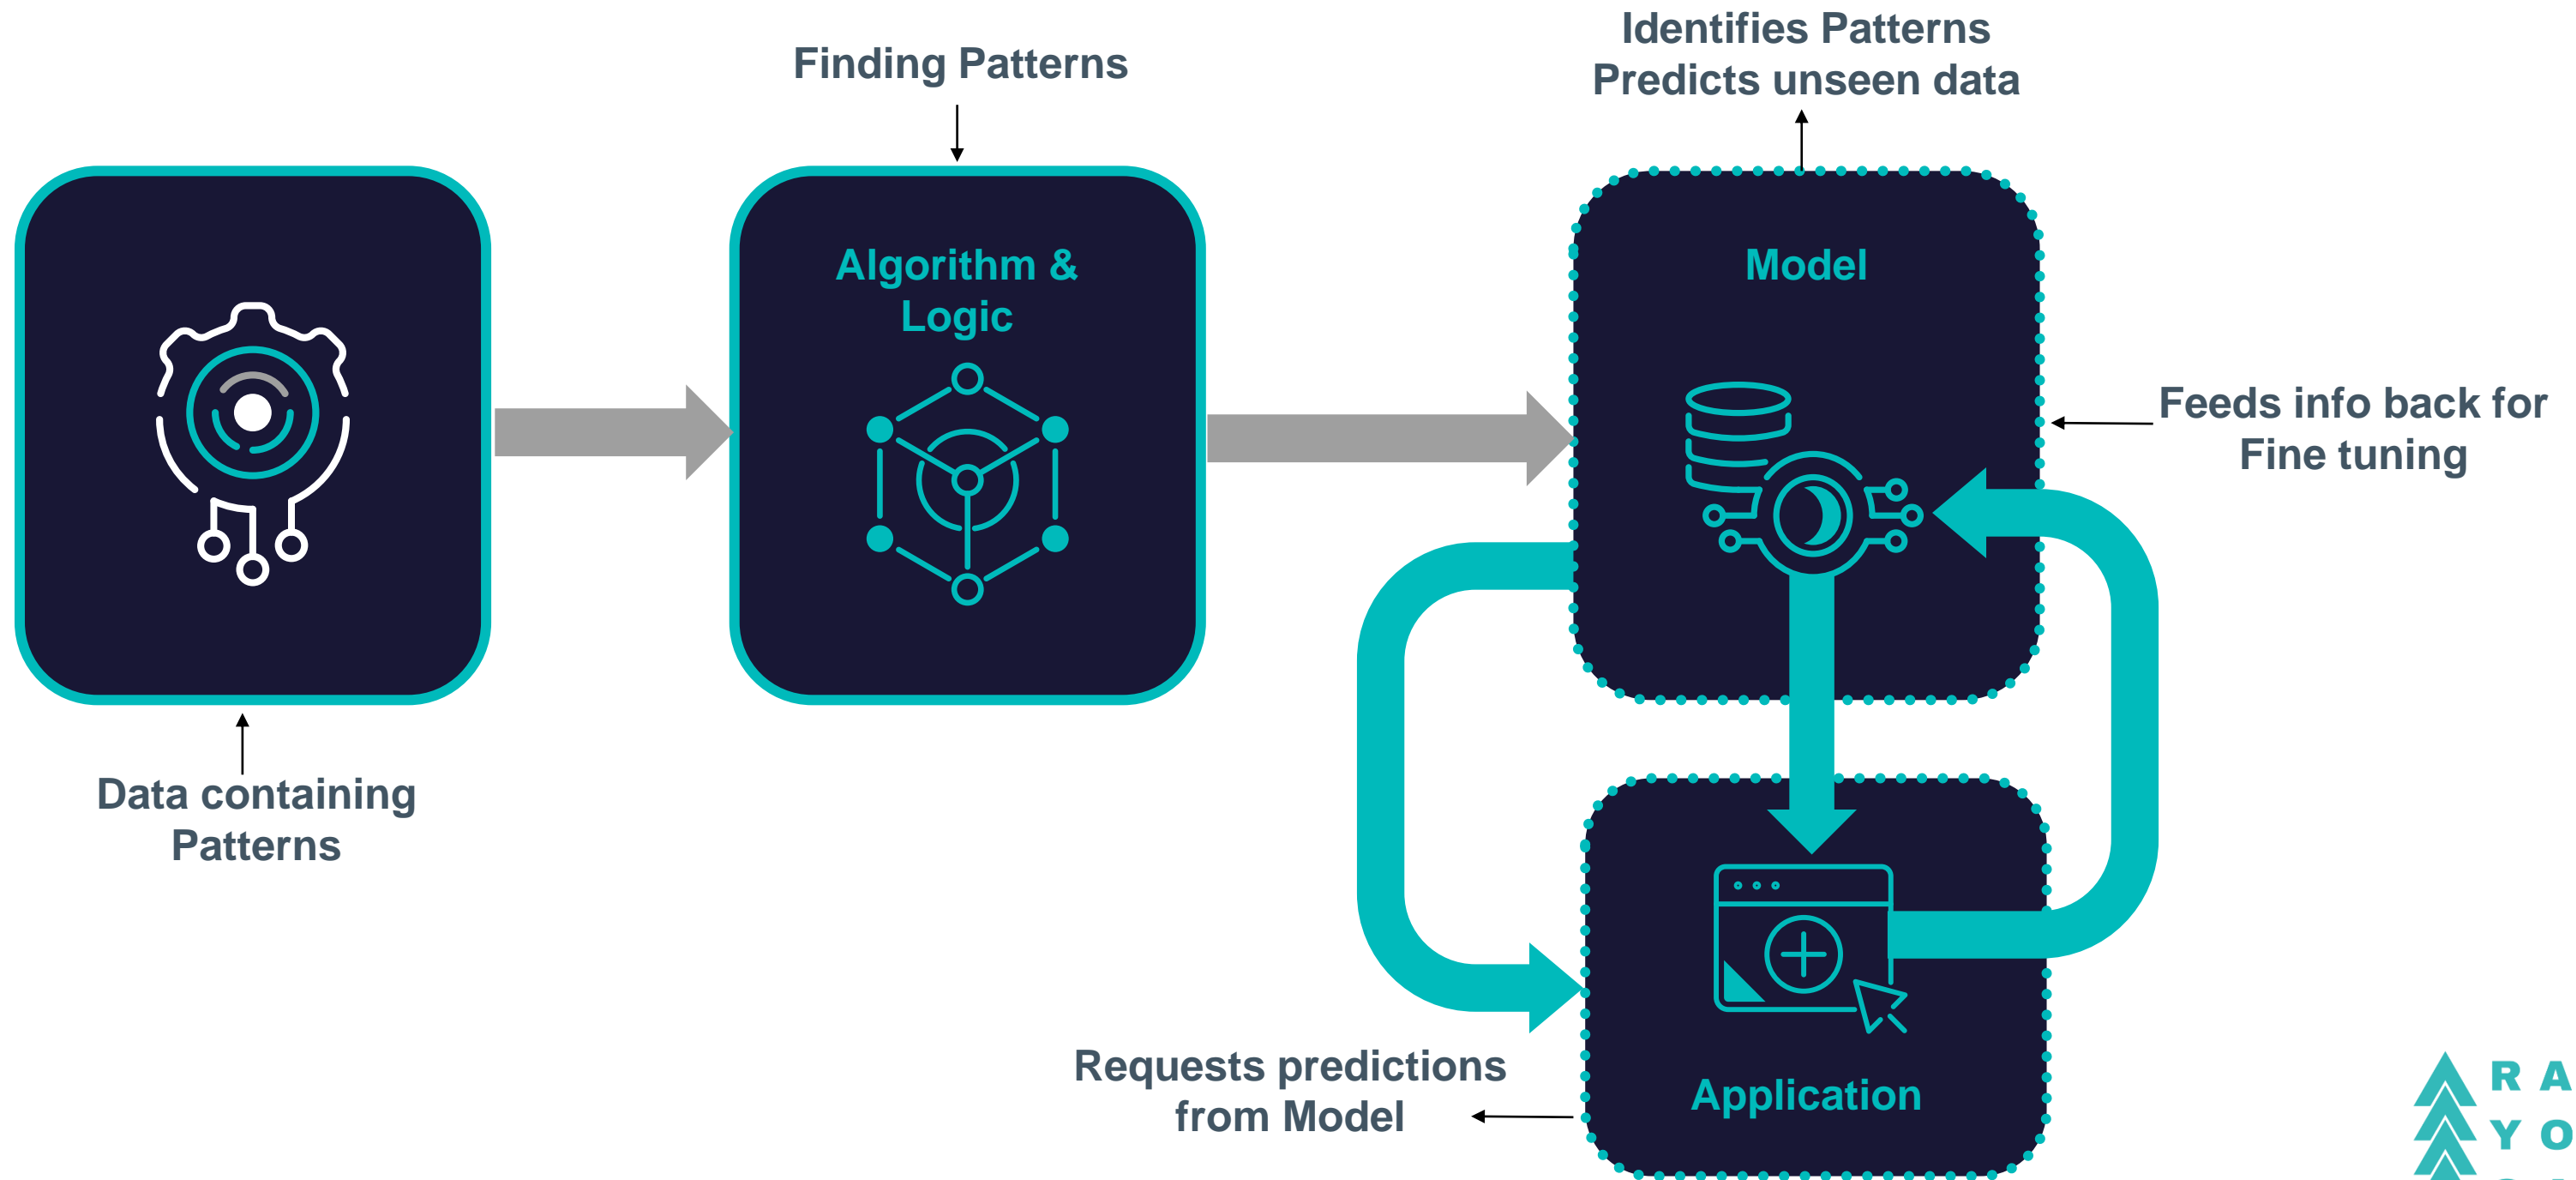 Finding Patterns
Identifies Patterns
Predicts unseen data
Algorithm &
Logic
Model
Feeds info back for
Fine tuning
Data containing
Patterns
Requests predictions
from Model
Application
R A
Y O